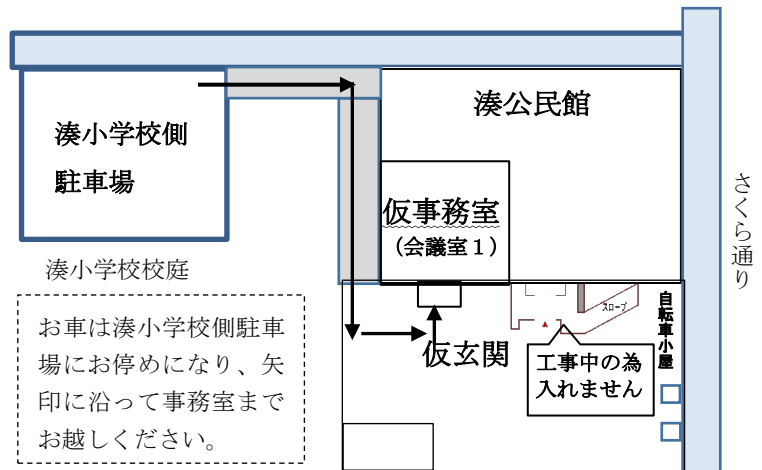 湊小学校側
駐車場
湊公民館
仮事務室
（会議室１）
さくら通り
湊小学校校庭
お車は湊小学校側駐車
場にお停めになり、矢
印に沿って事務室まで
お越しください。
仮玄関
スロープ
自転車小屋
工事中の為
入れません